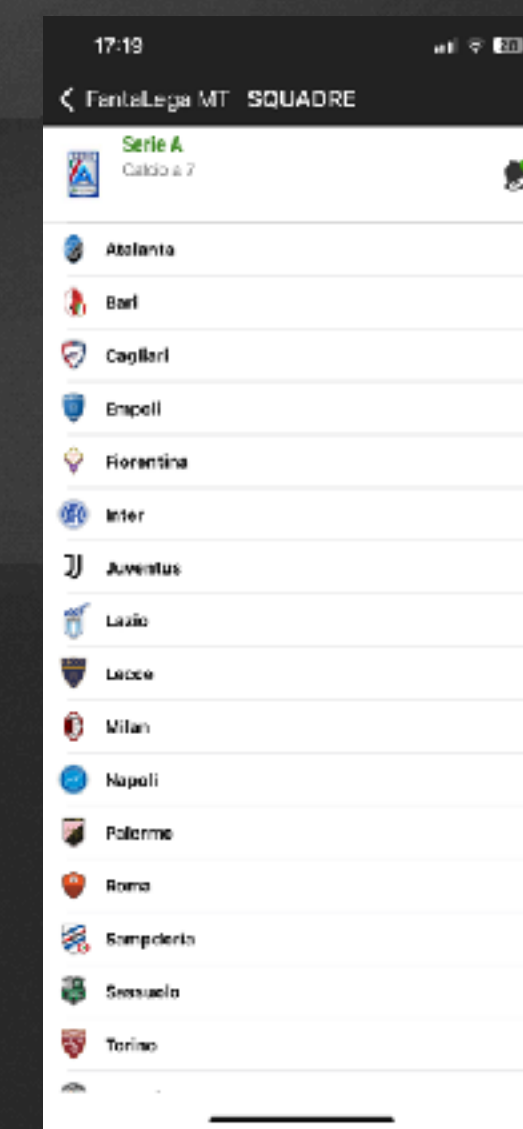 17:19
FantaLega MT SQUADRE
Serie A
Calcio a 7
Atalanta
Bari
Cagliari
Empoli
Fiorentina
Inter
Juventus
Lazio
Lecce
Milan
Napoli
Palermo
Roma
Sampdoria
Sassuolo
Torino